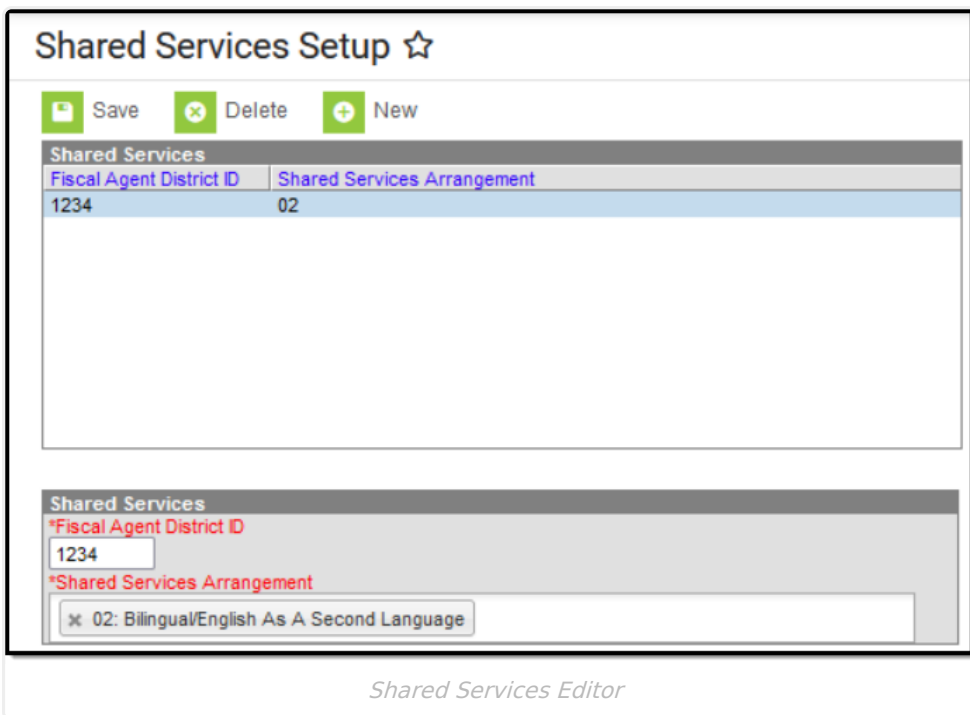 Shared Services Setup ☆
Save Delete New
Shared Services
Fiscal Agent District ID Shared Services Arrangement
1234 02
Shared Services
*Fiscal Agent District ID
1234
*Shared Services Arrangement
× 02: Bilingual/English As A Second Language
Shared Services Editor